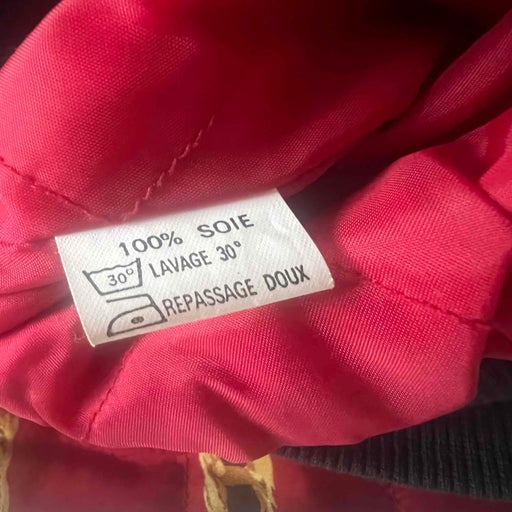 100% SOIE
30° LAVAGE 30°
REPASSAGE DOUX